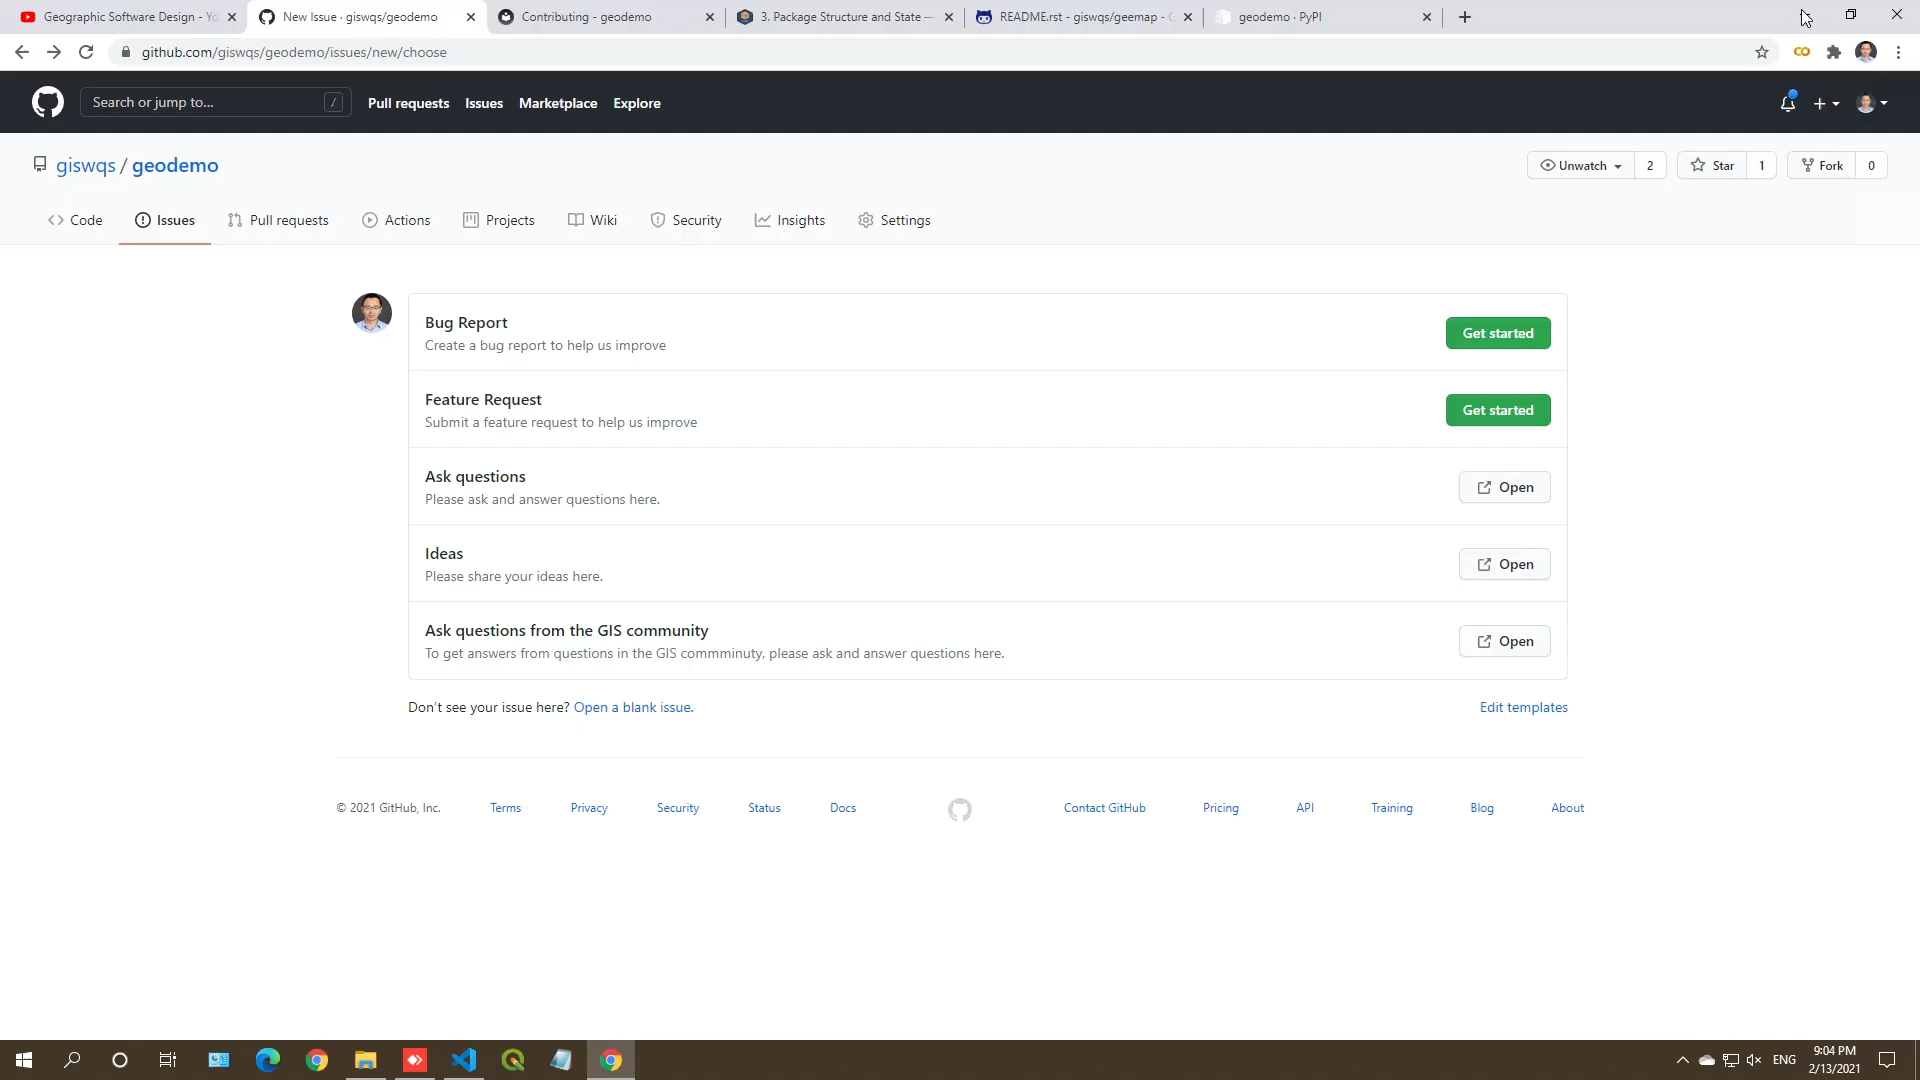 Geographic Software Design - Yo
New Issue · giswqs/geodemo
Contributing - geodemo
3. Package Structure and State —
README.rst - giswqs/geemap - G
geodemo · PyPI
github.com/giswqs/geodemo/issues/new/choose
Search or jump to...
/
Pull requests
Issues
Marketplace
Explore
giswqs / geodemo
Unwatch
2
Star
1
Fork
0
Code
Issues
Pull requests
Actions
Projects
Wiki
Security
Insights
Settings
Bug Report
Create a bug report to help us improve
Get started
Feature Request
Submit a feature request to help us improve
Get started
Ask questions
Please ask and answer questions here.
Open
Ideas
Please share your ideas here.
Open
Ask questions from the GIS community
To get answers from questions in the GIS commminuty, please ask and answer questions here.
Open
Don't see your issue here? Open a blank issue.
Edit templates
© 2021 GitHub, Inc.
Terms
Privacy
Security
Status
Docs
Contact GitHub
Pricing
API
Training
Blog
About
ENG
9:04 PM
2/13/2021